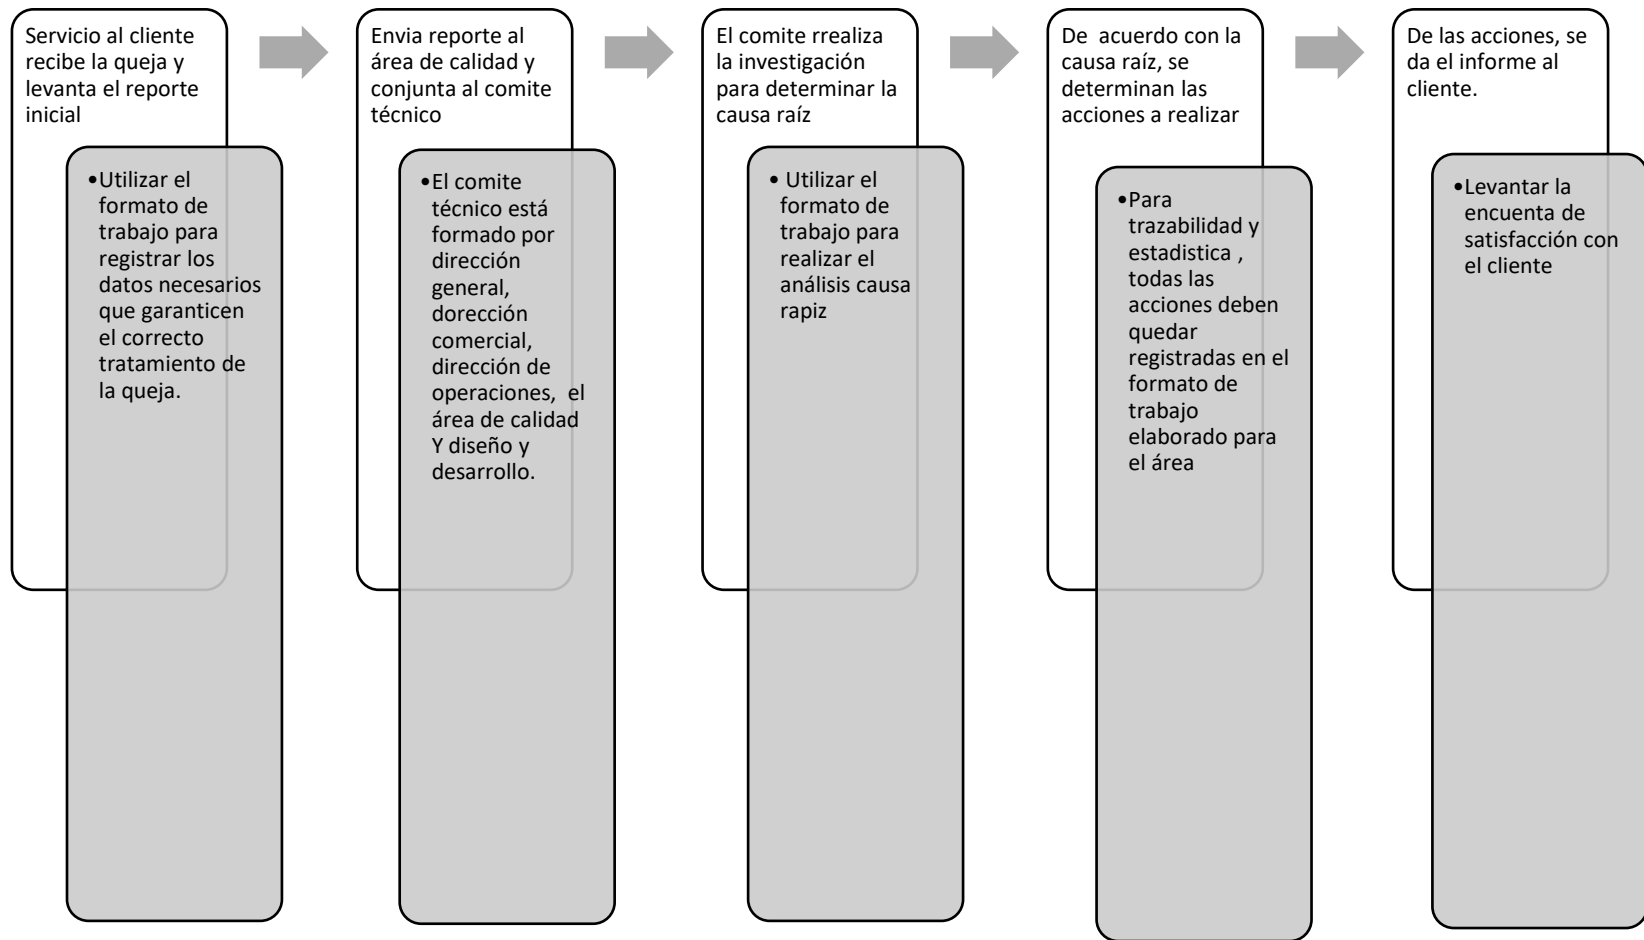 Servicio al cliente
recibe la queja y
levanta el reporte
inicial
•Utilizar el
formato de
trabajo para
registrar los
datos necesarios
que garanticen
el correcto
tratamiento de
la queja.
Envia reporte al
área de calidad y
conjunta al comite
técnico
•El comite
técnico está
formado por
dirección
general,
dorección
comercial,
dirección de
operaciones, el
área de calidad
Y diseño y
desarrollo.
El comite rrealiza
la investigación
para determinar la
causa raíz
• Utilizar el
formato de
trabajo para
realizar el
análisis causa
rapiz
De acuerdo con la
causa raíz, se
determinan las
acciones a realizar
•Para
trazabilidad y
estadistica ,
todas las
acciones deben
quedar
registradas en el
formato de
trabajo
elaborado para
el área
De las acciones, se
da el informe al
cliente.
•Levantar la
encuenta de
satisfacción con
el cliente